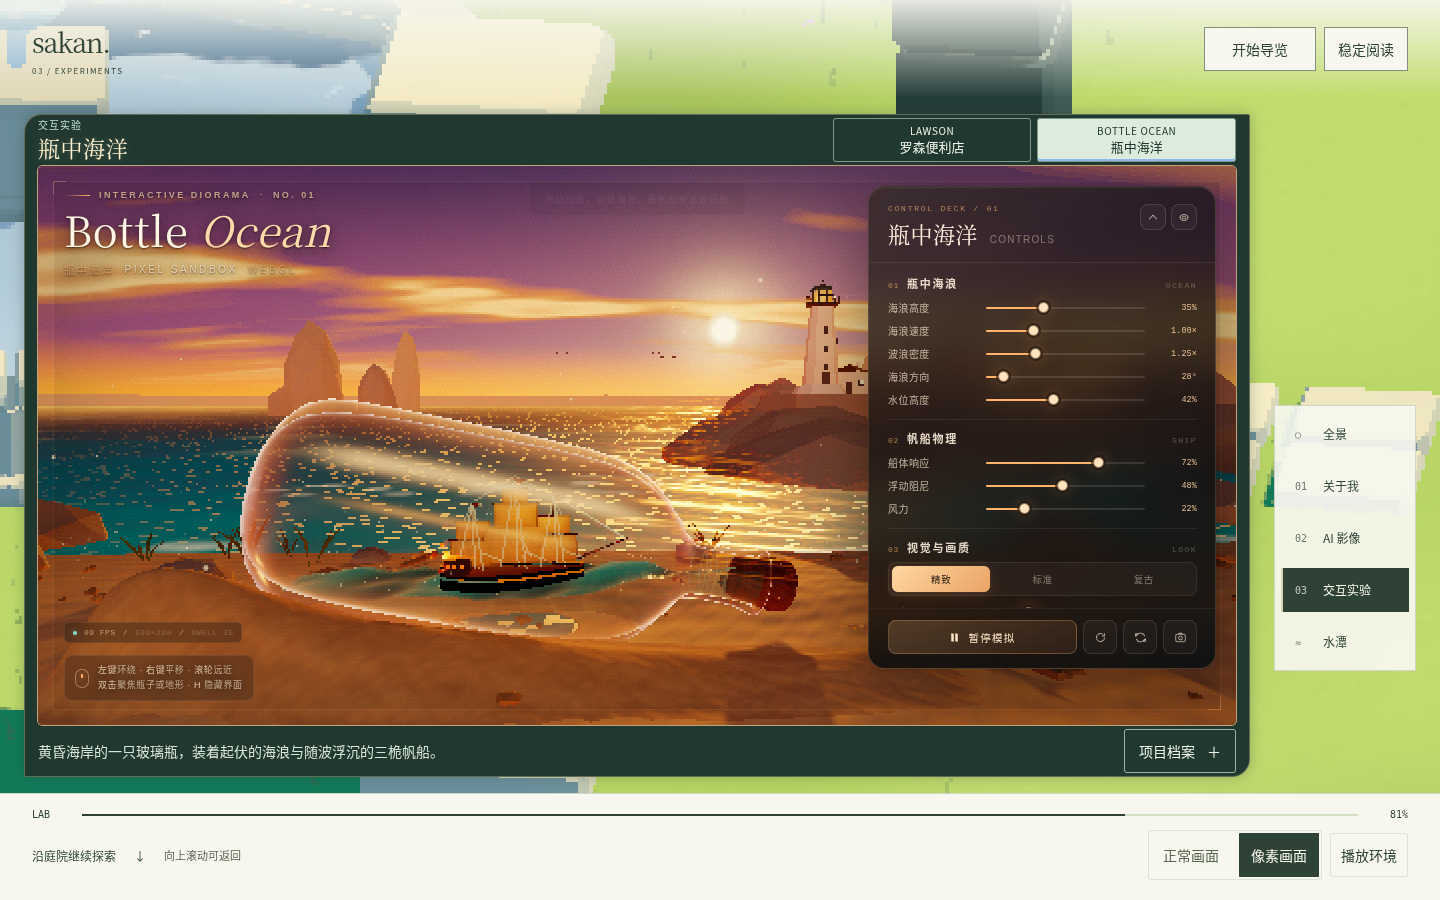 sakan.
03 / EXPERIMENTS
开始导览
稳定阅读
交互实验
瓶中海洋
LAWSON
罗森便利店
BOTTLE OCEAN
瓶中海洋
INTERACTIVE DIORAMA · NO. 01
Bottle Ocean
瓶中海洋 PIXEL SANDBOX WEBGL
CONTROL DECK / 01
瓶中海洋 CONTROLS
01 瓶中海浪 OCEAN
海浪高度 35%
海浪速度 1.00×
波浪密度 1.25×
海浪方向 28°
水位高度 42%
02 帆船物理 SHIP
船体响应 72%
浮动阻尼 48%
风力 22%
03 视觉与画质 LOOK
精致 标准 复古
暂停模拟
09 FPS / 500×280 / SWELL 35
左键环绕 · 右键平移 · 滚轮远近
双击聚焦瓶子或地形 · H 隐藏界面
黄昏海岸的一只玻璃瓶，装着起伏的海浪与随波浮沉的三桅帆船。
项目档案 ＋
○ 全景
01 关于我
02 AI 影像
03 交互实验
≈ 水潭
LAB 81%
沿庭院继续探索 ↓ 向上滚动可返回
正常画面 像素画面 播放环境